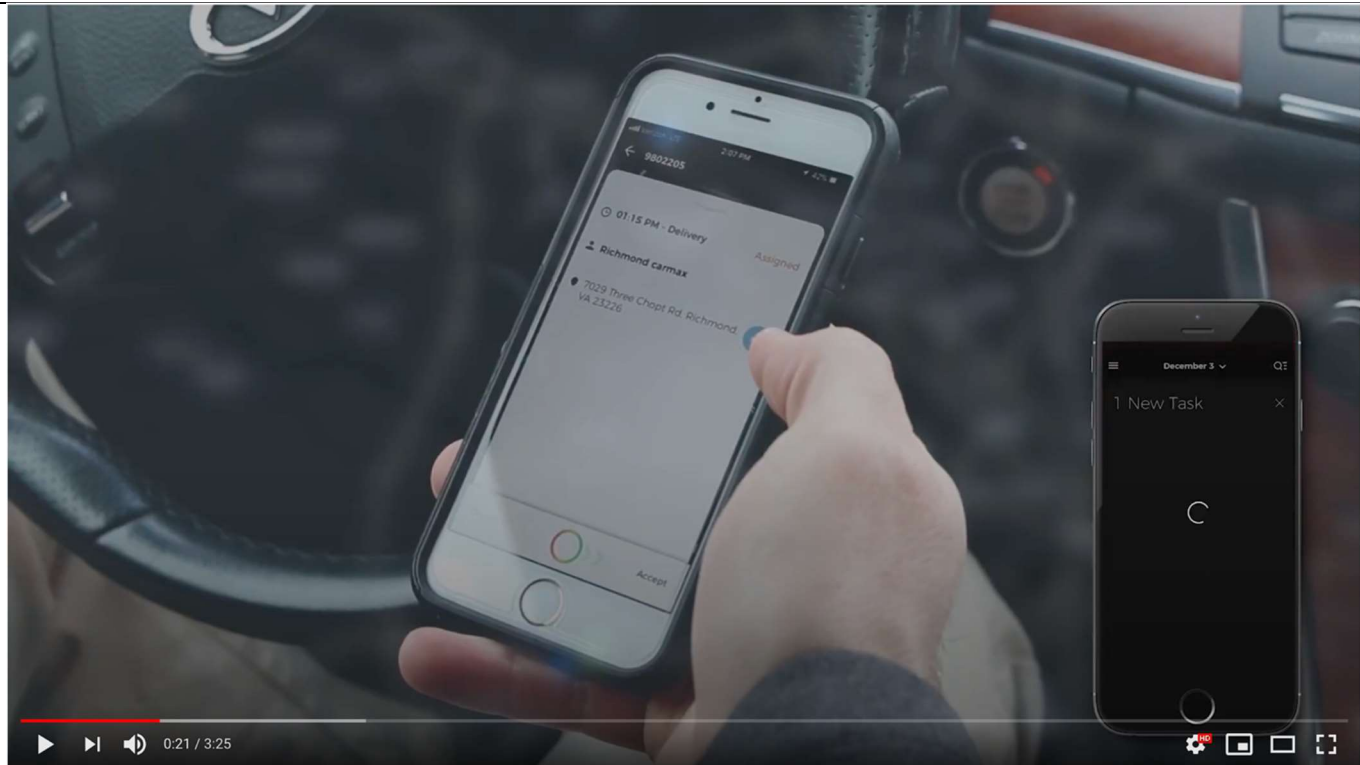 2:07 PM
42%
9802205
01:15 PM - Delivery
Assigned
Richmond carmax
7029 Three Chopt Rd, Richmond,
VA 23226
Accept
December 3
1 New Task
0:21 / 3:25
HD